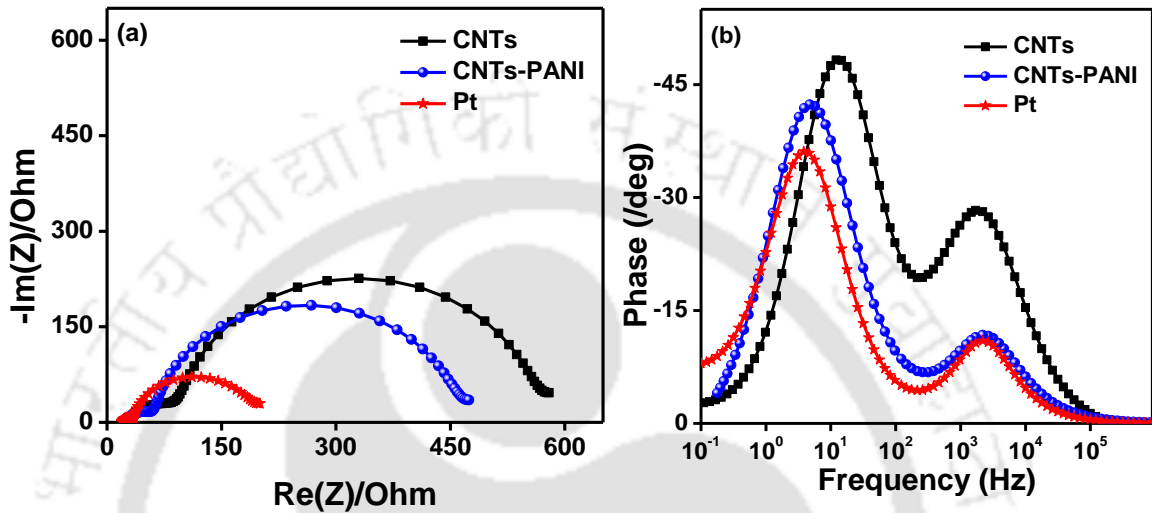 (a)
CNTs
CNTs-PANI
Pt
600
450
300
150
0
-Im(Z)/Ohm
0 150 300 450 600
Re(Z)/Ohm
(b)
CNTs
CNTs-PANI
Pt
-45
-30
-15
0
Phase (/deg)
10⁻¹ 10⁰ 10¹ 10² 10³ 10⁴ 10⁵
Frequency (Hz)